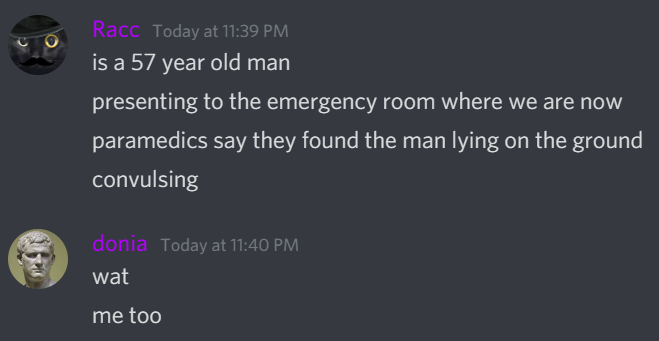 Racc Today at 11:39 PM
is a 57 year old man
presenting to the emergency room where we are now
paramedics say they found the man lying on the ground
convulsing
donia Today at 11:40 PM
wat
me too